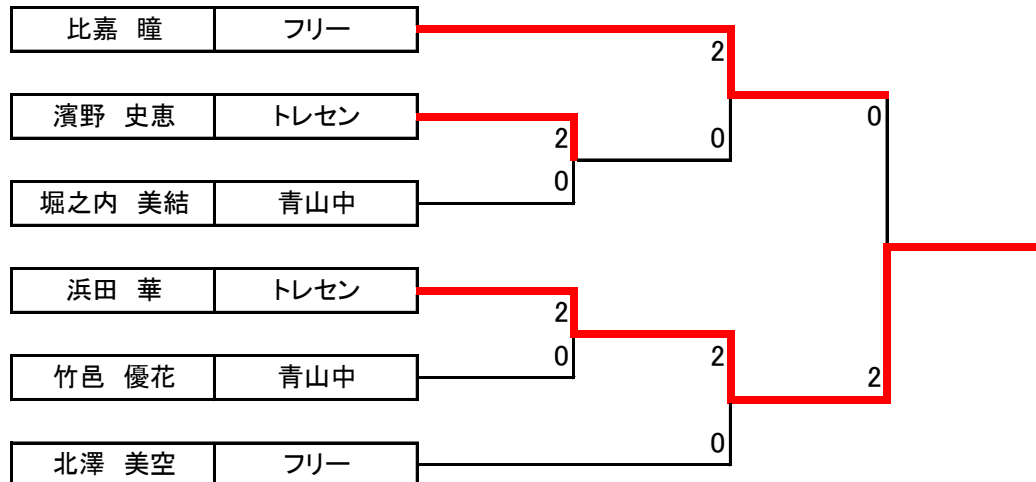 比嘉 瞳 フリー
2
濱野 史恵 トレセン
0
2
0
0
堀之内 美結 青山中
浜田 華 トレセン
2
0
2
2
竹邑 優花 青山中
0
北澤 美空 フリー